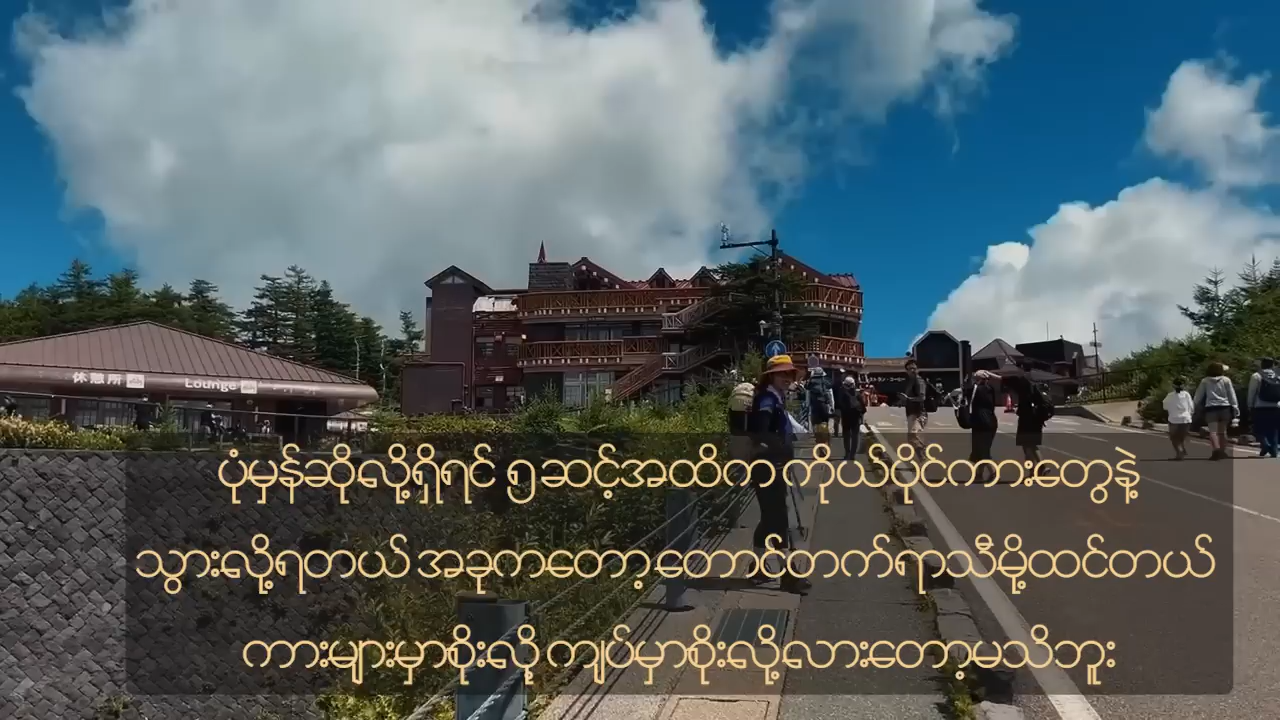 休憩所
Lounge
ပုံမှန်ဆိုလို့ရှိရင် ၅ဆင့်အထိက ကိုယ်ပိုင်ကားတွေနဲ့
သွားလို့ရတယ် အခုကတော့ တောင်တက်ရာသီမို့ထင်တယ်
ကားများမှာစိုးလို့ ကျပ်မှာစိုးလို့လားတော့မသိဘူး